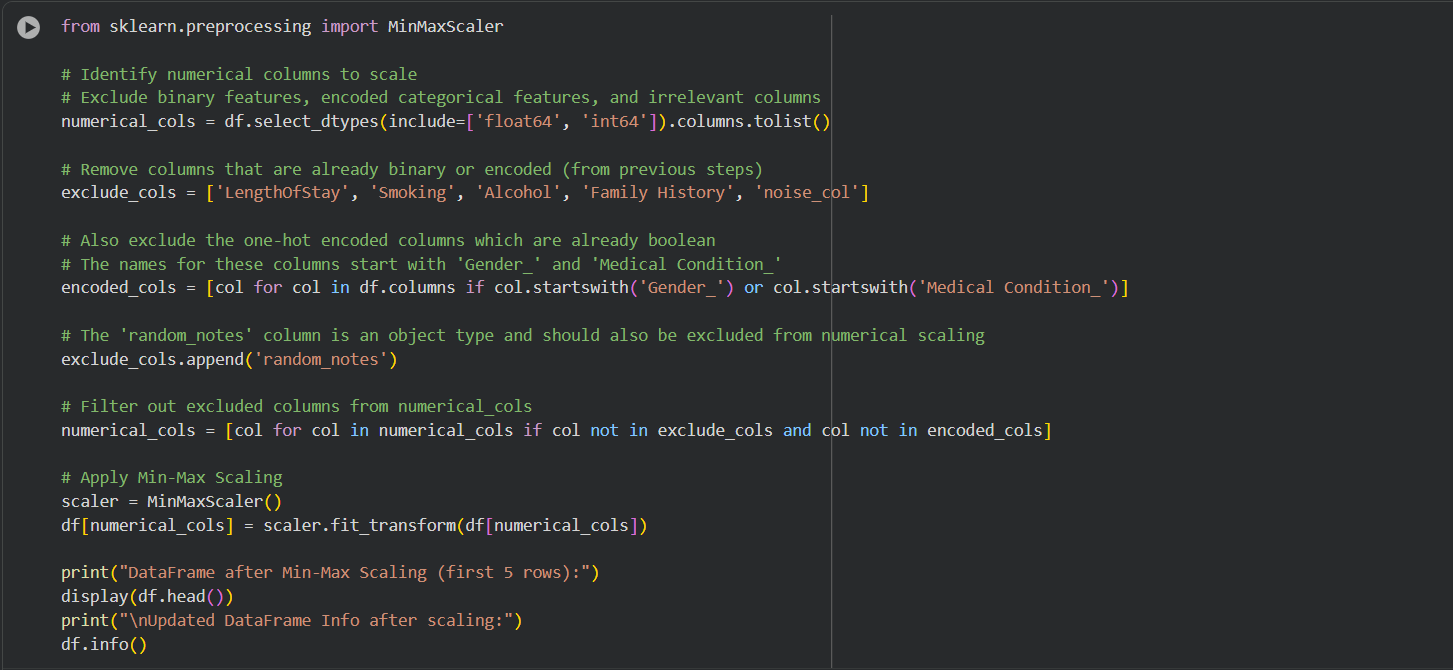 from sklearn.preprocessing import MinMaxScaler
# Identify numerical columns to scale
# Exclude binary features, encoded categorical features, and irrelevant columns
numerical_cols = df.select_dtypes(include=['float64', 'int64']).columns.tolist()
# Remove columns that are already binary or encoded (from previous steps)
exclude_cols = ['LengthOfStay', 'Smoking', 'Alcohol', 'Family History', 'noise_col']
# Also exclude the one-hot encoded columns which are already boolean
# The names for these columns start with 'Gender_' and 'Medical Condition_'
encoded_cols = [col for col in df.columns if col.startswith('Gender_') or col.startswith('Medical Condition_')]
# The 'random_notes' column is an object type and should also be excluded from numerical scaling
exclude_cols.append('random_notes')
# Filter out excluded columns from numerical_cols
numerical_cols = [col for col in numerical_cols if col not in exclude_cols and col not in encoded_cols]
# Apply Min-Max Scaling
scaler = MinMaxScaler()
df[numerical_cols] = scaler.fit_transform(df[numerical_cols])
print("DataFrame after Min-Max Scaling (first 5 rows):")
display(df.head())
print("\nUpdated DataFrame Info after scaling:")
df.info()